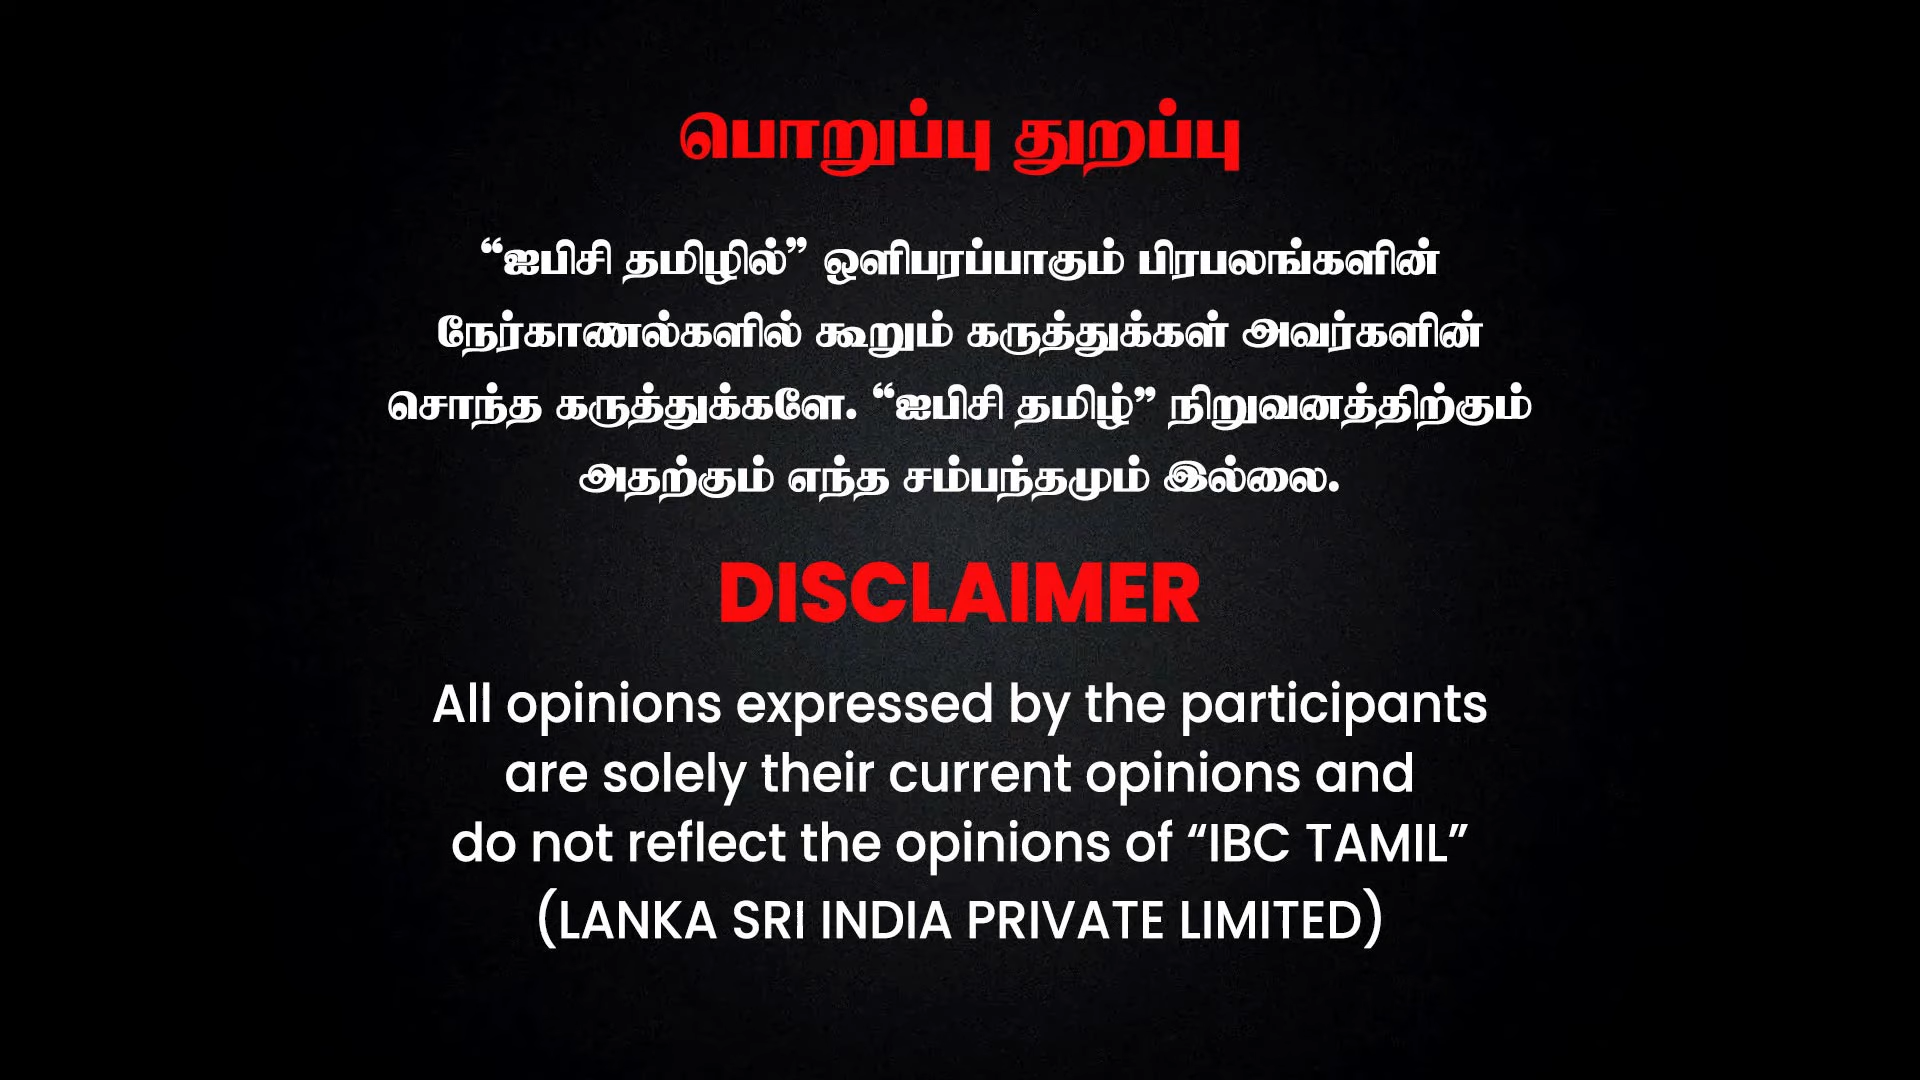 பொறுப்பு துறப்பு
“ஐபிசி தமிழில்” ஒளிபரப்பாகும் பிரபலங்களின்
நேர்காணல்களில் கூறும் கருத்துக்கள் அவர்களின்
சொந்த கருத்துக்களே. “ஐபிசி தமிழ்” நிறுவனத்திற்கும்
அதற்கும் எந்த சம்பந்தமும் இல்லை.
DISCLAIMER
All opinions expressed by the participants
are solely their current opinions and
do not reflect the opinions of “IBC TAMIL”
(LANKA SRI INDIA PRIVATE LIMITED)